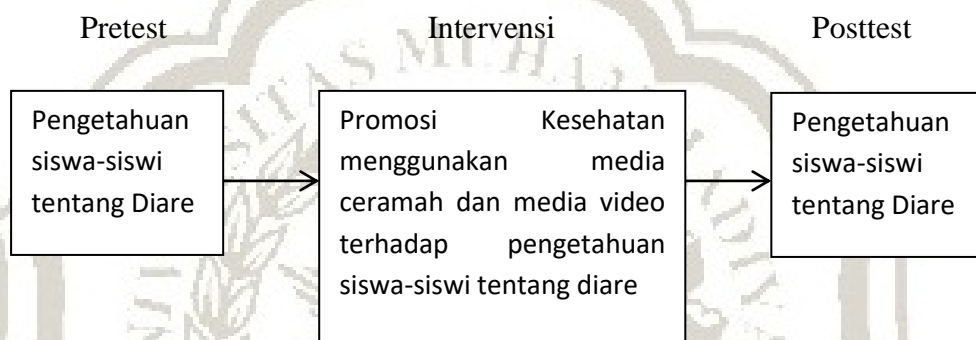 Pretest
Intervensi
Posttest
Pengetahuan
siswa-siswi
tentang Diare
Promosi Kesehatan
menggunakan media
ceramah dan media video
terhadap pengetahuan
siswa-siswi tentang diare
Pengetahuan
siswa-siswi
tentang Diare